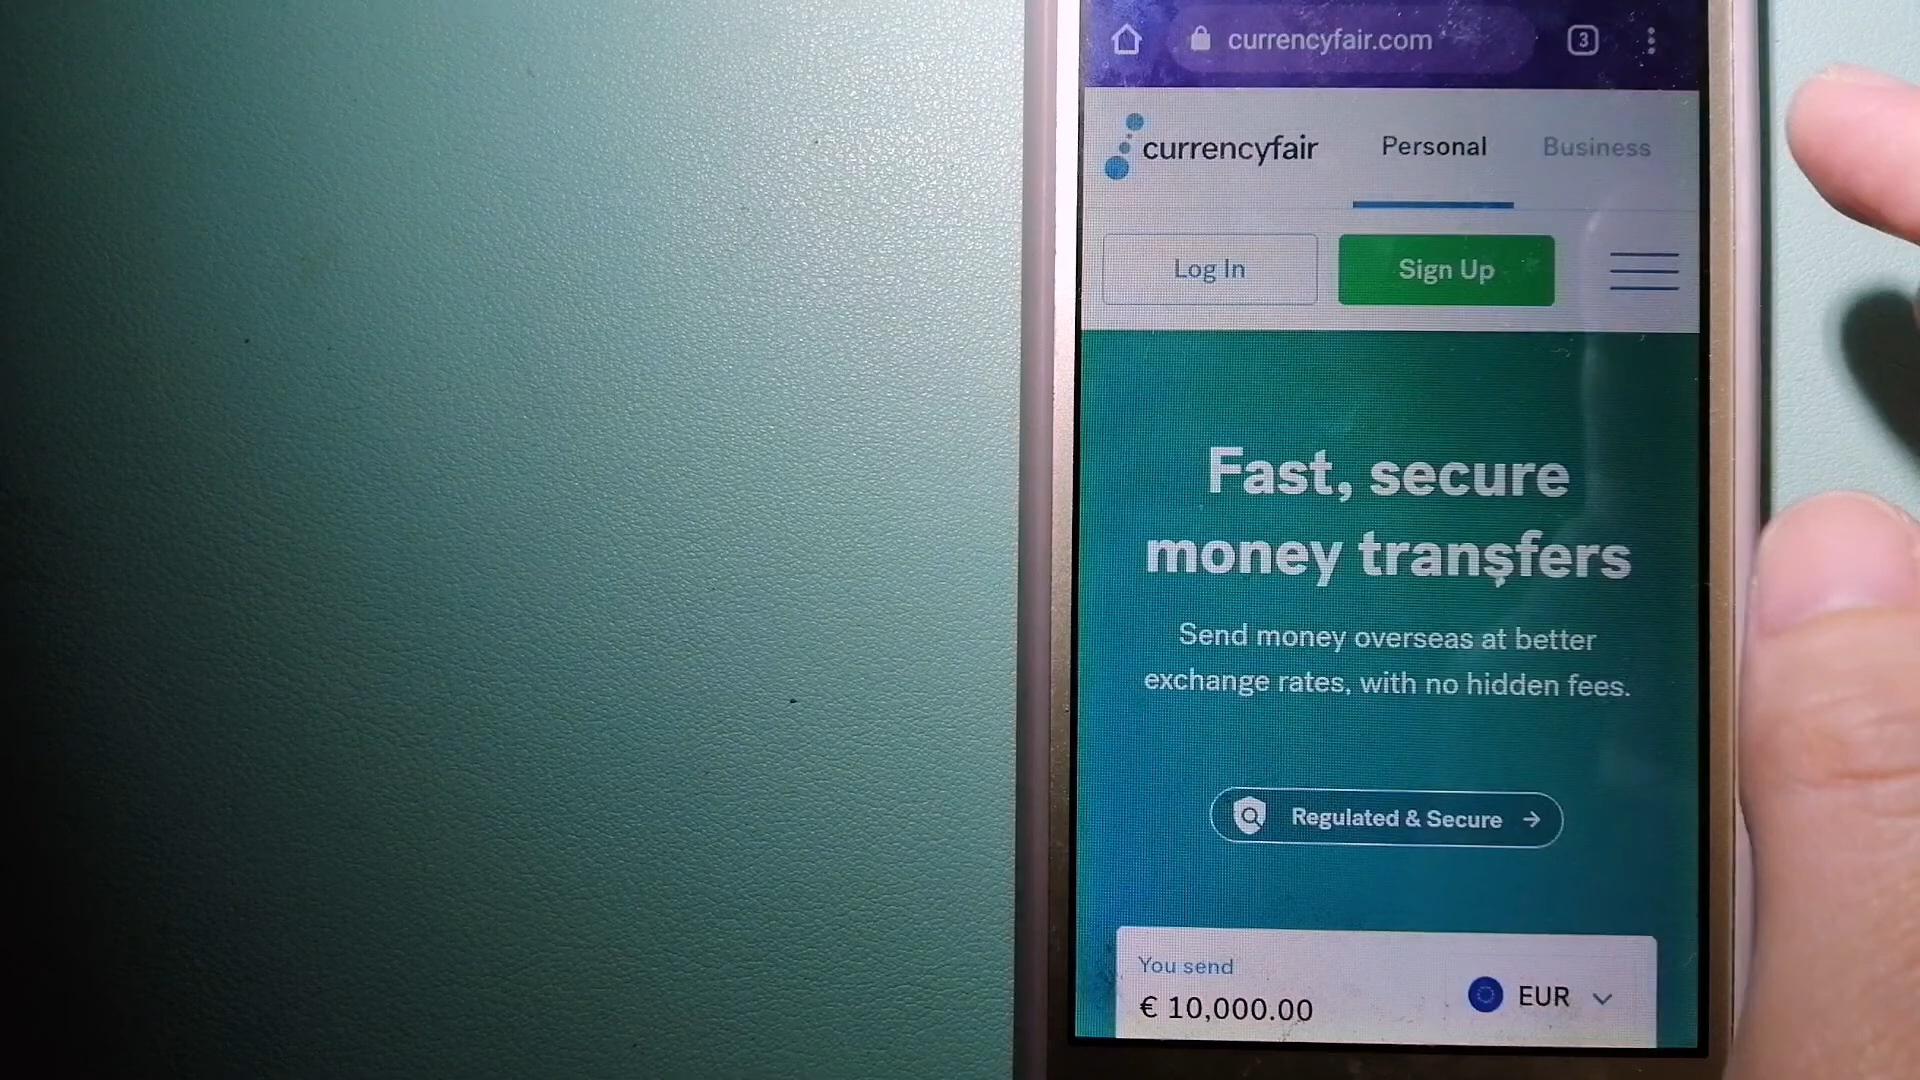 currencyfair.com 3
currencyfair Personal Business
Log In Sign Up
Fast, secure
money transfers
Send money overseas at better
exchange rates, with no hidden fees.
Regulated & Secure →
You send
€ 10,000.00 EUR